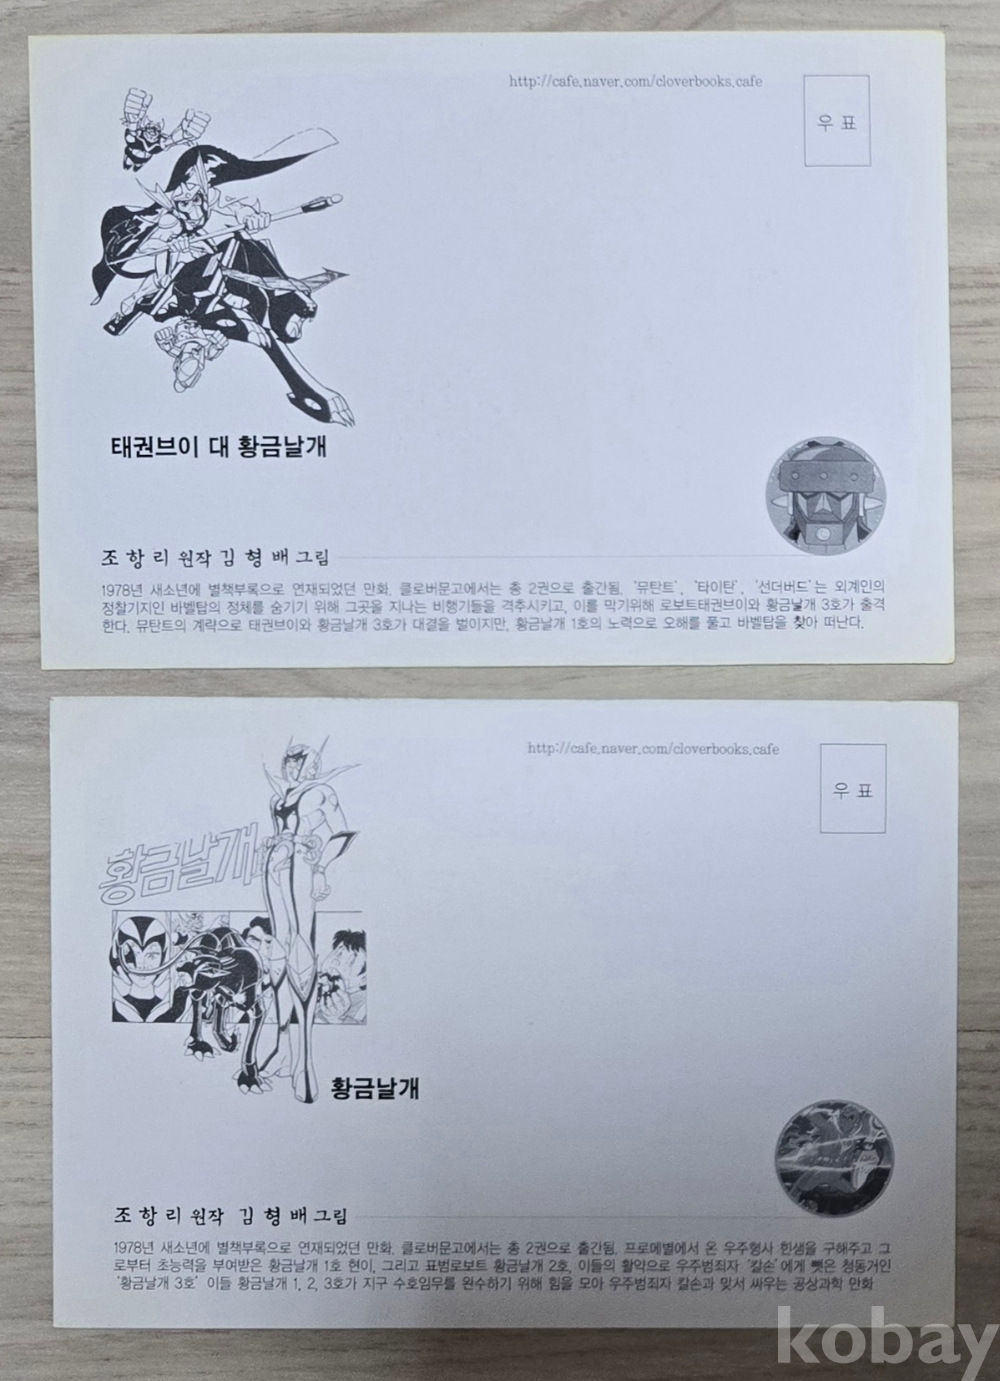 http://cafe.naver.com/cloverbooks.cafe
우 표
태권브이 대 황금날개
조 항 리 원작 김 형 배 그림
1978년 새소년에 별책부록으로 연재되었던 만화. 클로버문고에서는 총 2권으로 출간됨. '뮤탄트', '타이탄', '선더버드'는 외계인의
정찰기지인 바벨탑의 정체를 숨기기 위해 그곳을 지나는 비행기들을 격추시키고, 이를 막기위해 로보트태권브이와 황금날개 3호가 출격
한다. 뮤탄트의 계략으로 태권브이와 황금날개 3호가 대결을 벌이지만, 황금날개 1호의 노력으로 오해를 풀고 바벨탑을 찾아 떠난다.
http://cafe.naver.com/cloverbooks.cafe
우 표
황금날개
황금날개
조 항 리 원작 김 형 배 그림
1978년 새소년에 별책부록으로 연재되었던 만화. 클로버문고에서는 총 2권으로 출간됨. 프로메별에서 온 우주형사 힌샘을 구해주고 그
로부터 초능력을 부여받은 황금날개 1호 현이, 그리고 표범로보트 황금날개 2호, 이들의 활약으로 우주범죄자 '칼손'에게 뺏은 청동거인
'황금날개 3호' 이들 황금날개 1, 2, 3호가 지구 수호임무를 완수하기 위해 힘을 모아 우주범죄자 칼손과 맞서 싸우는 공상과학 만화
kobay